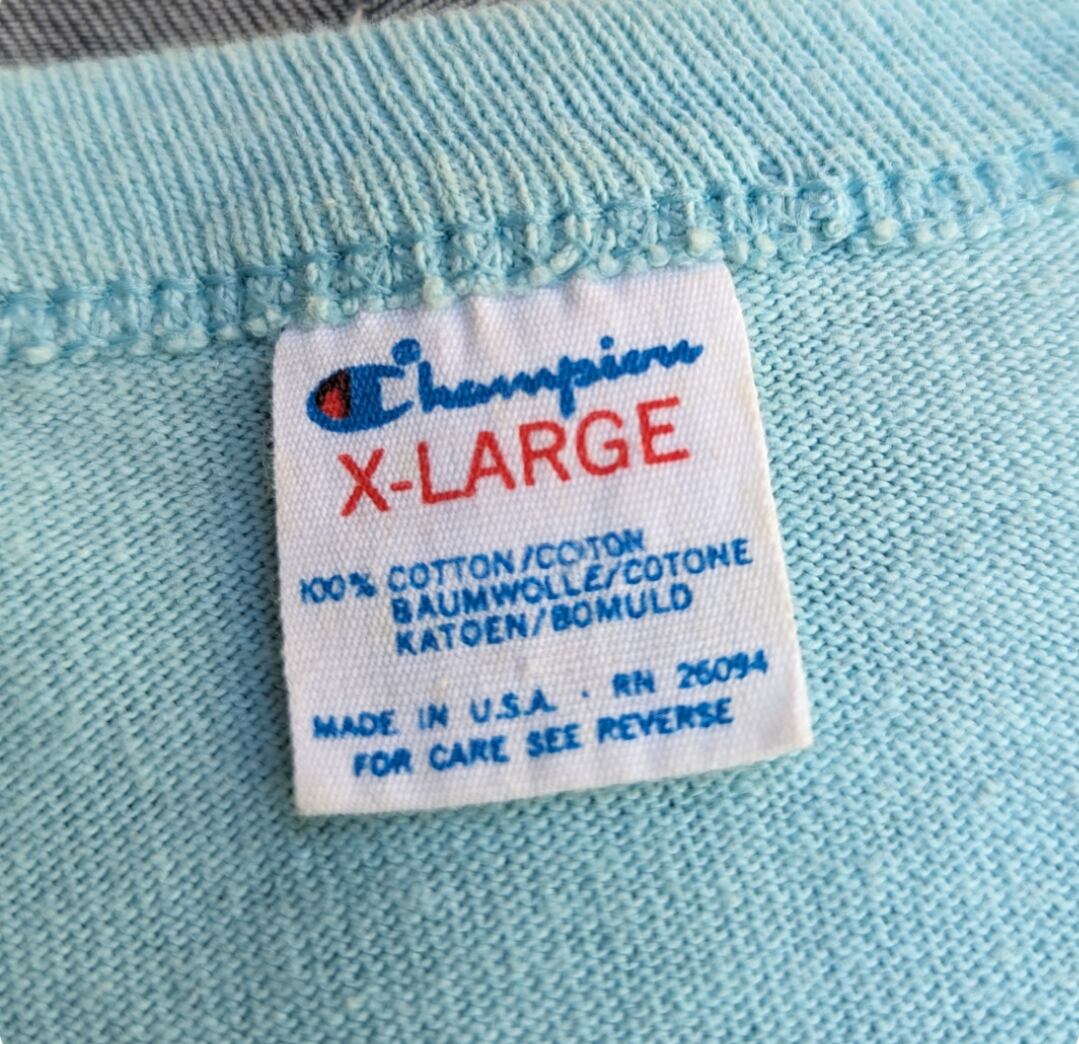 Champion
X-LARGE
100% COTTON/COTON
BAUMWOLLE/COTONE
KATOEN/BOMULD
MADE IN U.S.A. · RN 26094
FOR CARE SEE REVERSE